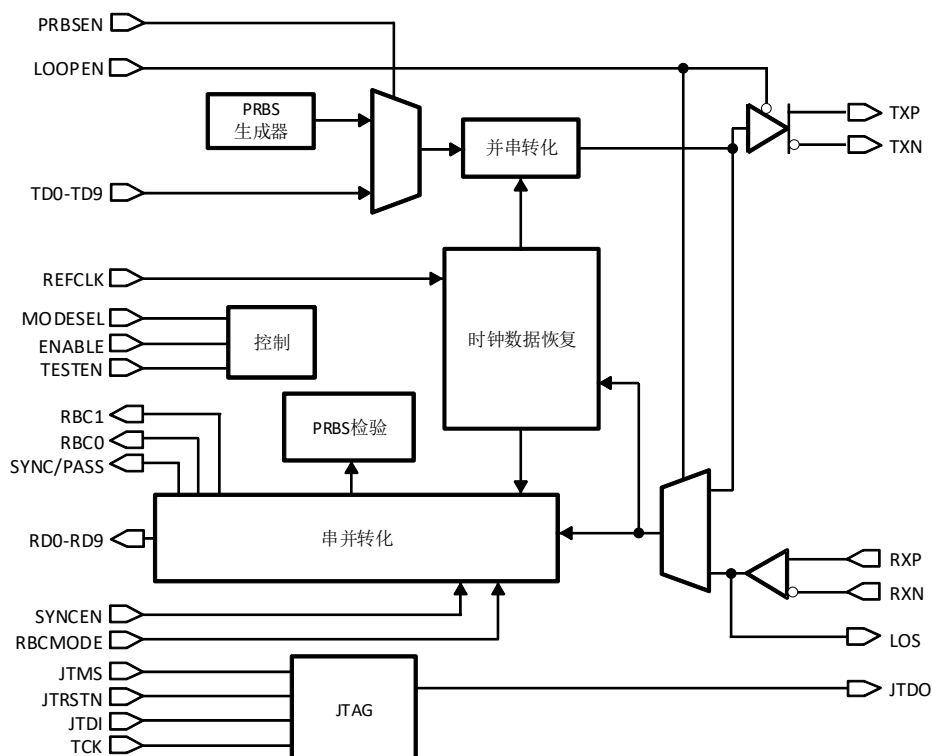 PRBSEN
LOOPEN
PRBS
生成器
并串转化
TXP
TXN
TD0-TD9
REFCLK
MODESEL
ENABLE
TESTEN
控制
时钟数据恢复
RBC1
RBC0
SYNC/PASS
PRBS检验
RD0-RD9
串并转化
RXP
RXN
SYNCEN
RBCMODE
LOS
JTMS
JTRSTN
JTDI
TCK
JTAG
JTDO